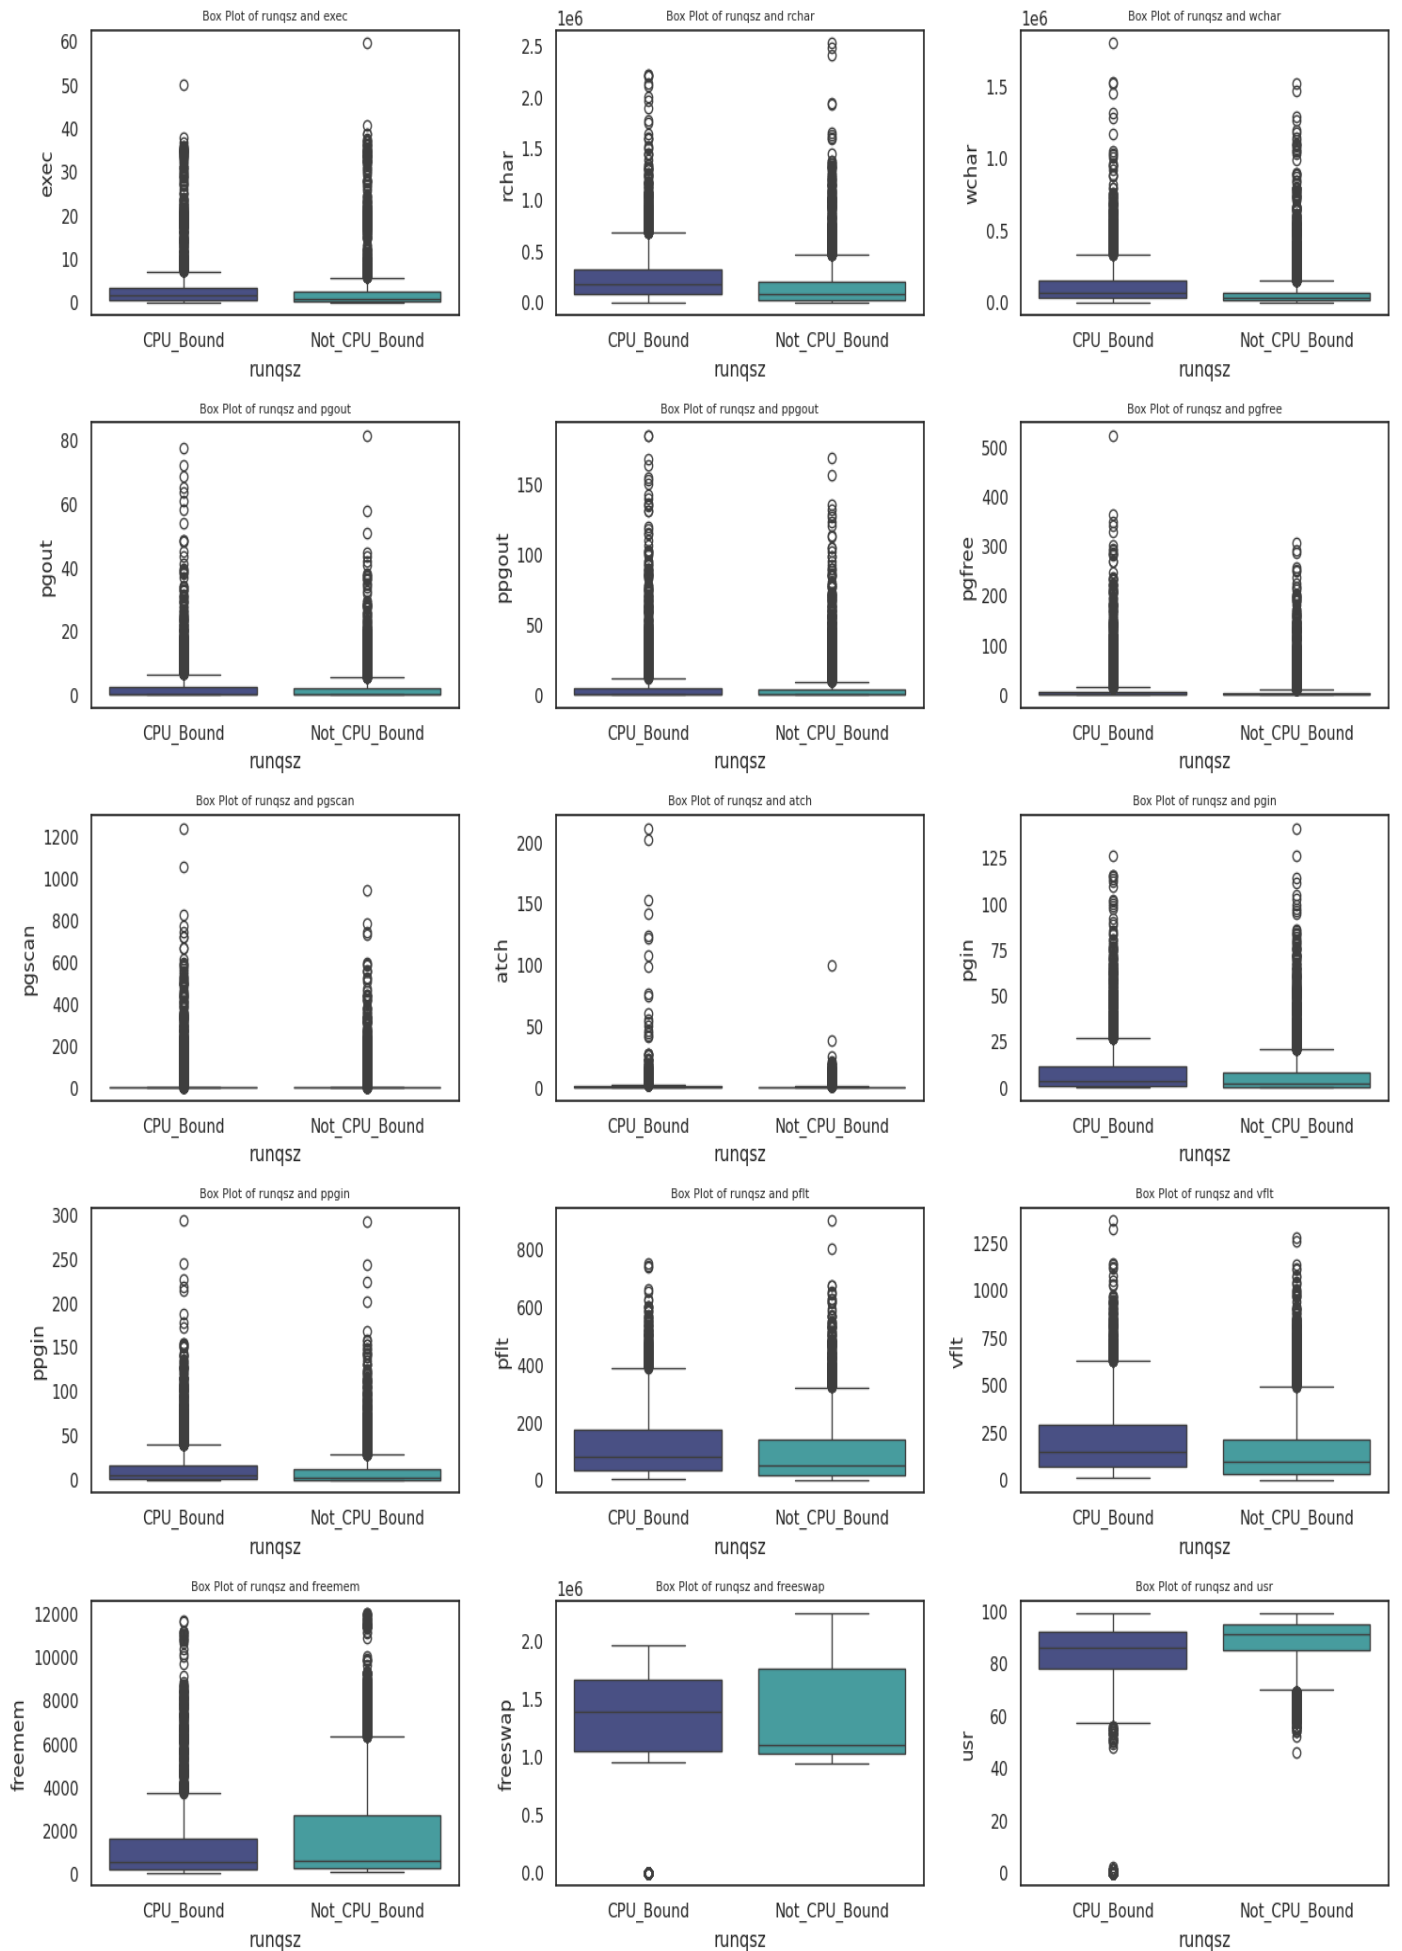 Box Plot of runqsz and exec
60
50
40
30
20
10
0
exec
CPU_Bound Not_CPU_Bound
runqsz
Box Plot of runqsz and rchar
1e6
2.5
2.0
1.5
1.0
0.5
0.0
rchar
CPU_Bound Not_CPU_Bound
runqsz
Box Plot of runqsz and wchar
1e6
1.5
1.0
0.5
0.0
wchar
CPU_Bound Not_CPU_Bound
runqsz
Box Plot of runqsz and pgout
80
60
40
20
0
pgout
CPU_Bound Not_CPU_Bound
runqsz
Box Plot of runqsz and ppgout
150
100
50
0
ppgout
CPU_Bound Not_CPU_Bound
runqsz
Box Plot of runqsz and pgfree
500
400
300
200
100
0
pgfree
CPU_Bound Not_CPU_Bound
runqsz
Box Plot of runqsz and pgscan
1200
1000
800
600
400
200
0
pgscan
CPU_Bound Not_CPU_Bound
runqsz
Box Plot of runqsz and atch
200
150
100
50
0
atch
CPU_Bound Not_CPU_Bound
runqsz
Box Plot of runqsz and pgin
125
100
75
50
25
0
pgin
CPU_Bound Not_CPU_Bound
runqsz
Box Plot of runqsz and ppgin
300
250
200
150
100
50
0
ppgin
CPU_Bound Not_CPU_Bound
runqsz
Box Plot of runqsz and pflt
800
600
400
200
0
pflt
CPU_Bound Not_CPU_Bound
runqsz
Box Plot of runqsz and vflt
1250
1000
750
500
250
0
vflt
CPU_Bound Not_CPU_Bound
runqsz
Box Plot of runqsz and freemem
12000
10000
8000
6000
4000
2000
0
freemem
CPU_Bound Not_CPU_Bound
runqsz
Box Plot of runqsz and freeswap
1e6
2.0
1.5
1.0
0.5
0.0
freeswap
CPU_Bound Not_CPU_Bound
runqsz
Box Plot of runqsz and usr
100
80
60
40
20
0
usr
CPU_Bound Not_CPU_Bound
runqsz